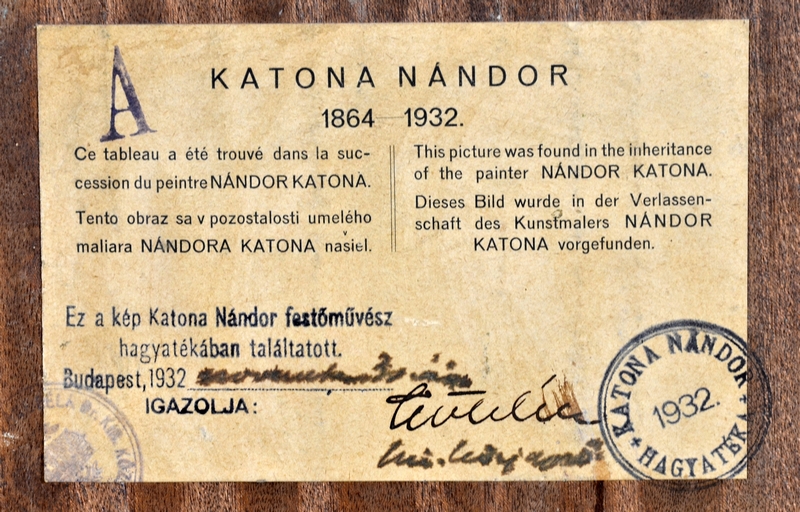 A
KATONA NÁNDOR
1864 1932.
Ce tableau a été trouvé dans la suc-
cession du peintre NÁNDOR KATONA.
Tento obraz sa v pozostalosti umelého
maliara NÁNDORA KATONA našiel.
This picture was found in the inheritance
of the painter NÁNDOR KATONA.
Dieses Bild wurde in der Verlassen-
schaft des Kunstmalers NÁNDOR
KATONA vorgefunden.
Ez a kép Katona Nándor festőművész
hagyatékában találtatott.
Budapest, 1932
IGAZOLJA:
KATONA NÁNDOR
1932.
* HAGYATÉKA *